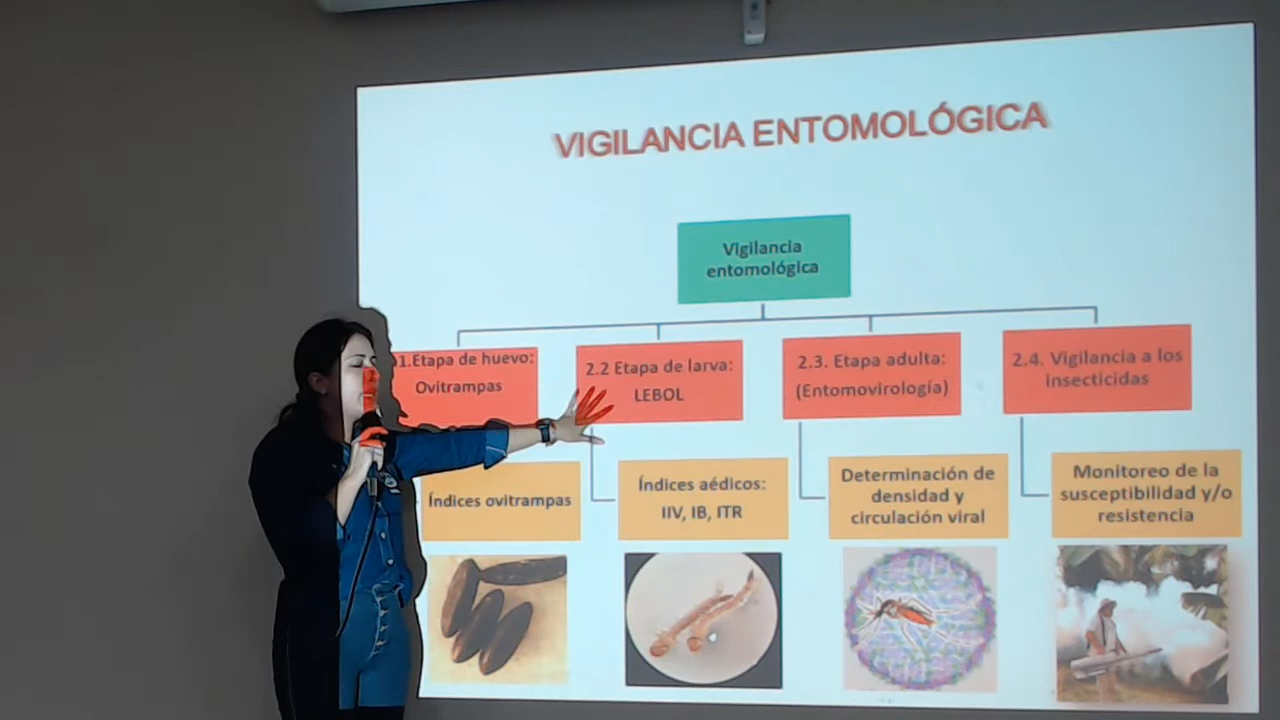 VIGILANCIA ENTOMOLÓGICA
Vigilancia
entomológica
1.Etapa de huevo:
Ovitrampas
2.2 Etapa de larva:
LEBOL
2.3. Etapa adulta:
(Entomovirología)
2.4. Vigilancia a los
insecticidas
Índices ovitrampas
Índices aédicos:
IIV, IB, ITR
Determinación de
densidad y
circulación viral
Monitoreo de la
susceptibilidad y/o
resistencia